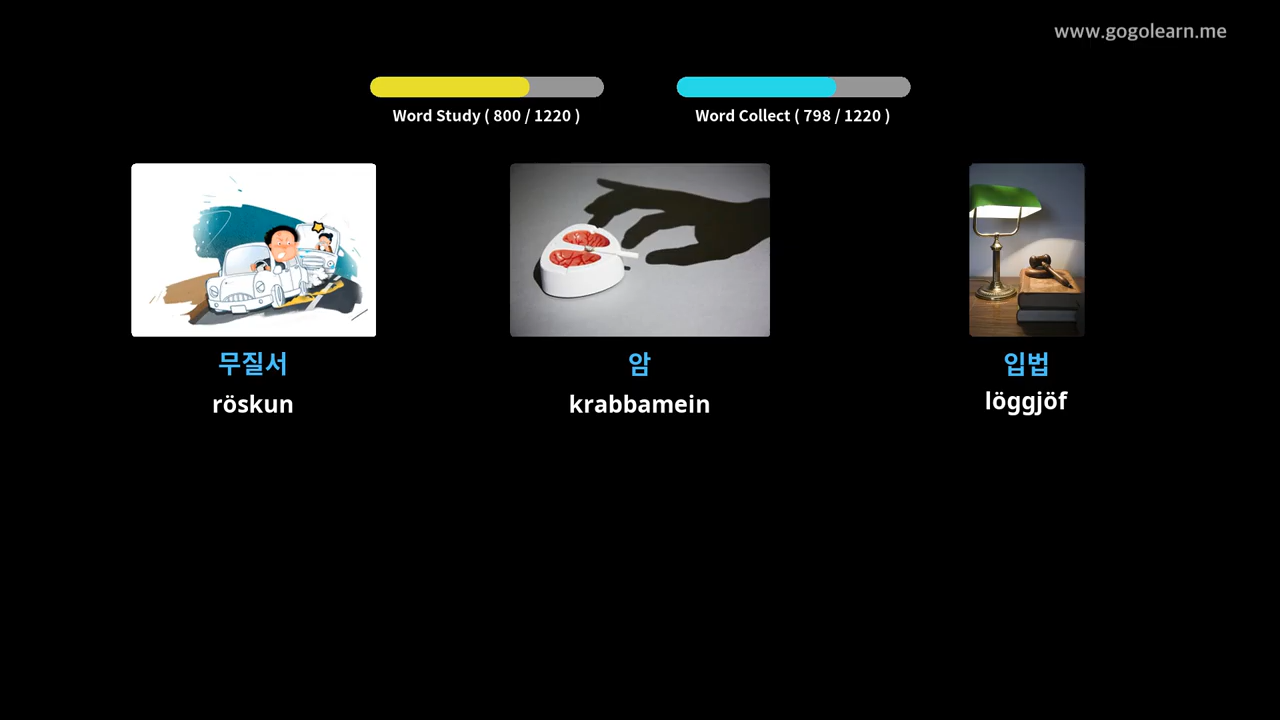 www.gogolearn.me
Word Study ( 800 / 1220 )
Word Collect ( 798 / 1220 )
무질서
암
입법
röskun
krabbamein
löggjöf